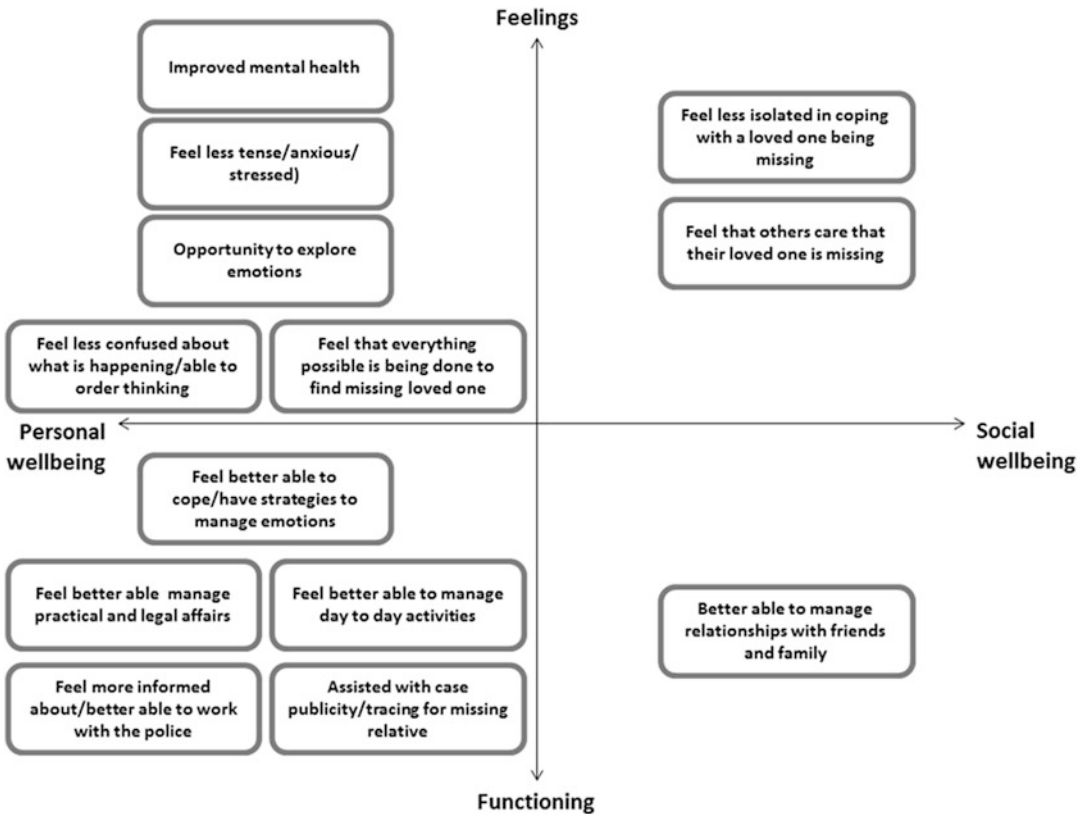 Feelings
Improved mental health
Feel less tense/anxious/
stressed)
Opportunity to explore
emotions
Feel less confused about
what is happening/able to
order thinking
Feel that everything
possible is being done to
find missing loved one
Feel less isolated in coping
with a loved one being
missing
Feel that others care that
their loved one is missing
Personal
wellbeing
Social
wellbeing
Feel better able to
cope/have strategies to
manage emotions
Feel better able  manage
practical and legal affairs
Feel better able to manage
day to day activities
Feel more informed
about/better able to work
with the police
Assisted with case
publicity/tracing for missing
relative
Better able to manage
relationships with friends
and family
Functioning